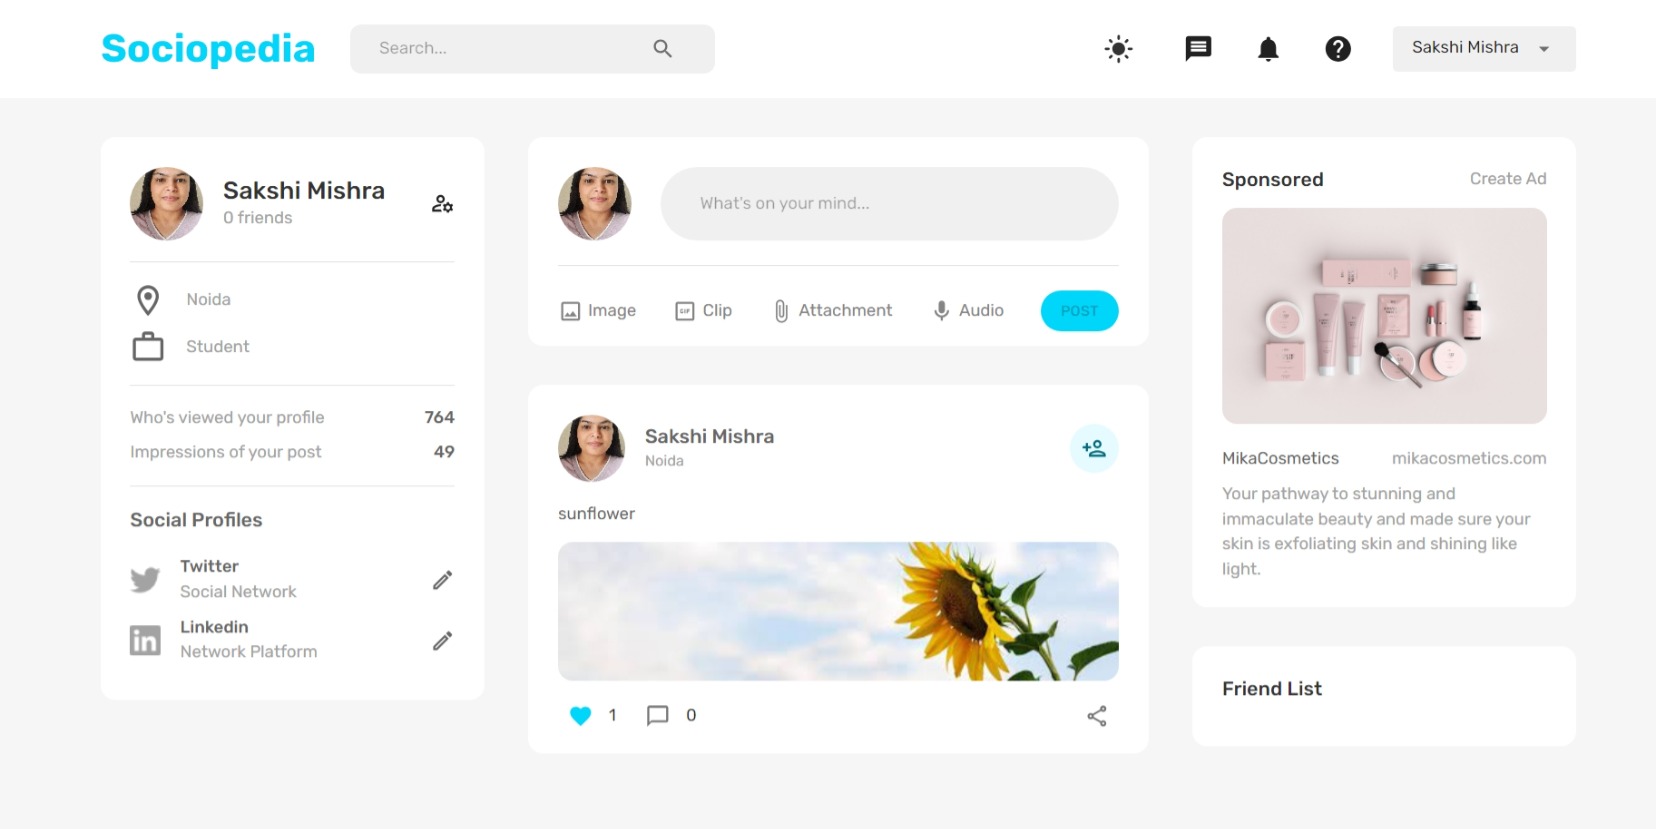 Sociopedia
Search...
Sakshi Mishra
Sakshi Mishra
0 friends
Noida
Student
Who's viewed your profile 764
Impressions of your post 49
Social Profiles
Twitter
Social Network
Linkedin
Network Platform
What's on your mind...
Image
GIF
Clip
Attachment
Audio
POST
Sakshi Mishra
Noida
sunflower
1
0
Sponsored
Create Ad
MikaCosmetics
mikacosmetics.com
Your pathway to stunning and
immaculate beauty and made sure your
skin is exfoliating skin and shining like
light.
Friend List